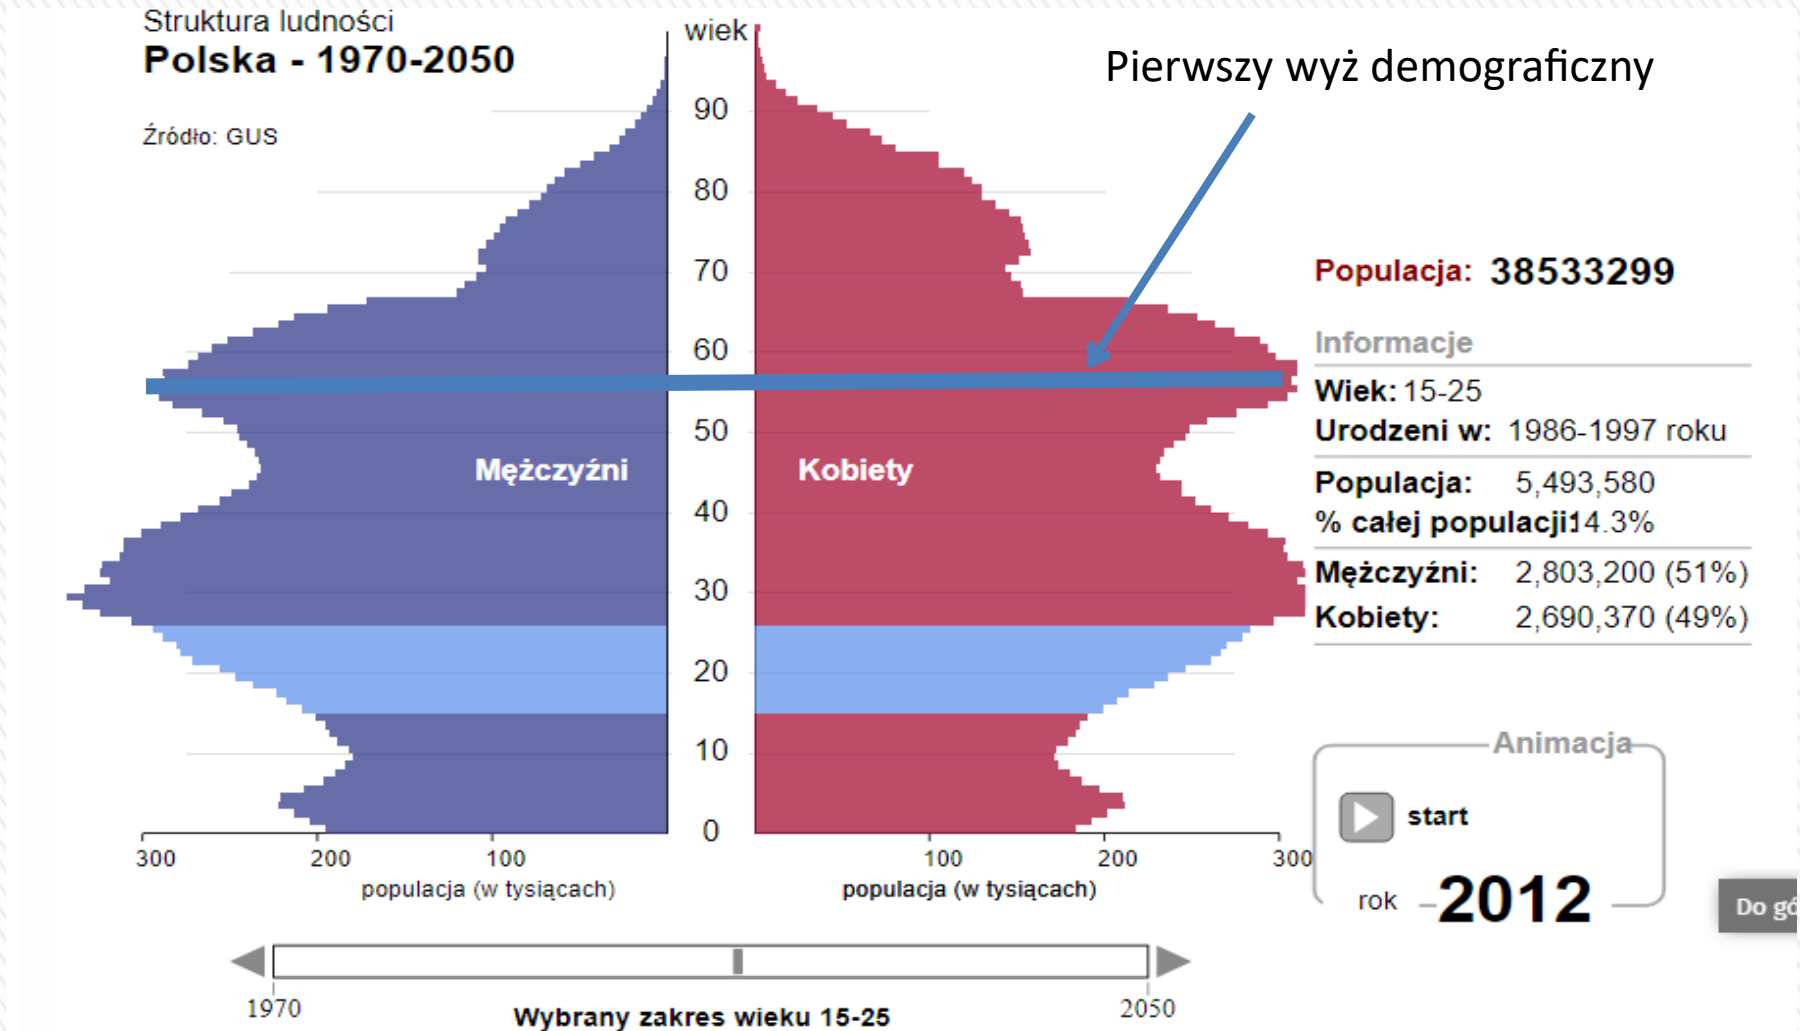 Struktura ludności
Polska - 1970-2050
Źródło: GUS
wiek
Pierwszy wyż demograficzny
90
80
70
60
50
40
30
20
10
0
Mężczyźni
Kobiety
300 200 100
100 200 300
populacja (w tysiącach)
populacja (w tysiącach)
Populacja: 38533299
Informacje
Wiek: 15-25
Urodzeni w: 1986-1997 roku
Populacja: 5,493,580
% całej populacji:14.3%
Mężczyźni: 2,803,200 (51%)
Kobiety: 2,690,370 (49%)
Animacja
start
rok 2012
Do gó
1970
2050
Wybrany zakres wieku 15-25